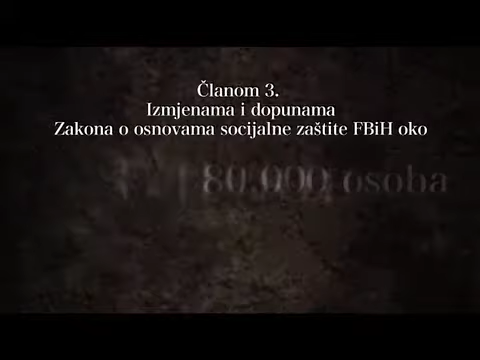 Članom 3.
Izmjenama i dopunama
Zakona o osnovama socijalne zaštite FBiH oko
80.000 osoba